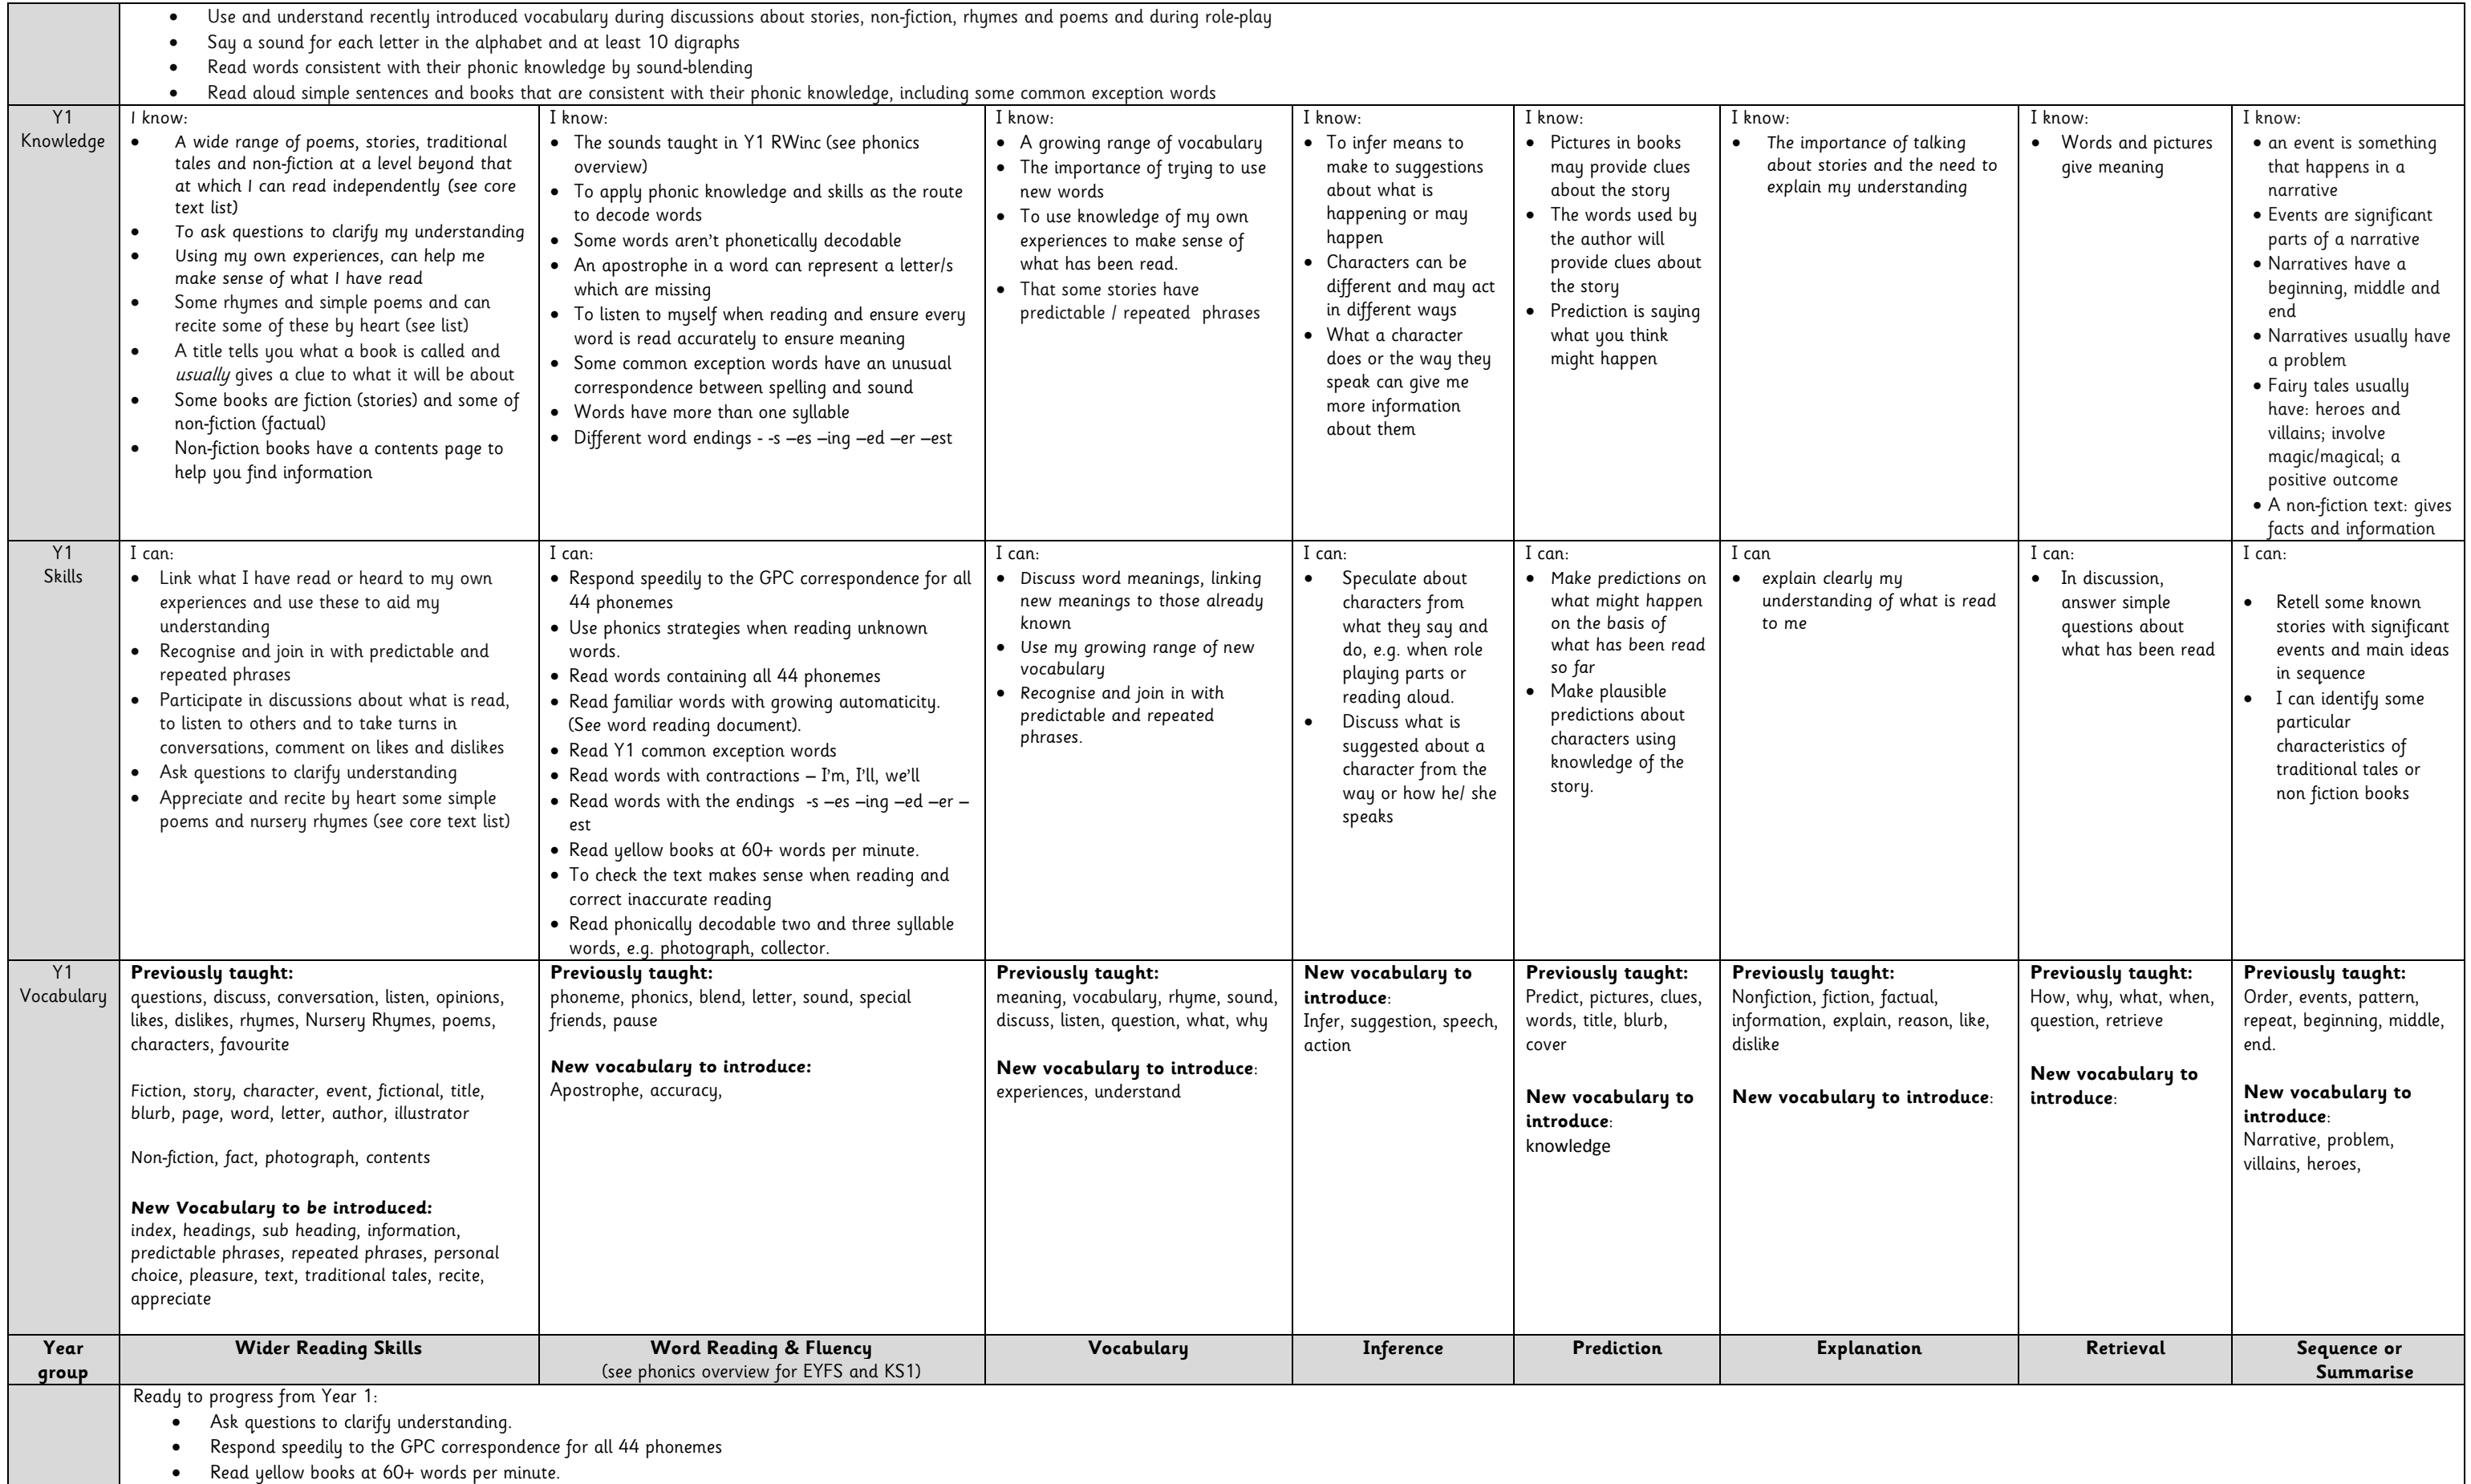 • Use and understand recently introduced vocabulary during discussions about stories, non-fiction, rhymes and poems and during role-play
• Say a sound for each letter in the alphabet and at least 10 digraphs
• Read words consistent with their phonic knowledge by sound-blending
• Read aloud simple sentences and books that are consistent with their phonic knowledge, including some common exception words
Y1
Knowledge
I know:
• A wide range of poems, stories, traditional
tales and non-fiction at a level beyond that
at which I can read independently (see core
text list)
• To ask questions to clarify my understanding
• Using my own experiences, can help me
make sense of what I have read
• Some rhymes and simple poems and can
recite some of these by heart (see list)
• A title tells you what a book is called and
usually gives a clue to what it will be about
• Some books are fiction (stories) and some of
non-fiction (factual)
• Non-fiction books have a contents page to
help you find information
I know:
• The sounds taught in Y1 RWinc (see phonics
overview)
• To apply phonic knowledge and skills as the route
to decode words
• Some words aren't phonetically decodable
• An apostrophe in a word can represent a letter/s
which are missing
• To listen to myself when reading and ensure every
word is read accurately to ensure meaning
• Some common exception words have an unusual
correspondence between spelling and sound
• Words have more than one syllable
• Different word endings - -s –es –ing –ed –er –est
I know:
• A growing range of vocabulary
• The importance of trying to use
new words
• To use knowledge of my own
experiences to make sense of
what has been read.
• That some stories have
predictable / repeated phrases
I know:
• To infer means to
make to suggestions
about what is
happening or may
happen
• Characters can be
different and may act
in different ways
• What a character
does or the way they
speak can give me
more information
about them
I know:
• Pictures in books
may provide clues
about the story
• The words used by
the author will
provide clues about
the story
• Prediction is saying
what you think
might happen
I know:
• The importance of talking
about stories and the need to
explain my understanding
I know:
• Words and pictures
give meaning
I know:
• an event is something
that happens in a
narrative
• Events are significant
parts of a narrative
• Narratives have a
beginning, middle and
end
• Narratives usually have
a problem
• Fairy tales usually
have: heroes and
villains; involve
magic/magical; a
positive outcome
• A non-fiction text: gives
facts and information
Y1
Skills
I can:
• Link what I have read or heard to my own
experiences and use these to aid my
understanding
• Recognise and join in with predictable and
repeated phrases
• Participate in discussions about what is read,
to listen to others and to take turns in
conversations, comment on likes and dislikes
• Ask questions to clarify understanding
• Appreciate and recite by heart some simple
poems and nursery rhymes (see core text list)
I can:
• Respond speedily to the GPC correspondence for all
44 phonemes
• Use phonics strategies when reading unknown
words.
• Read words containing all 44 phonemes
• Read familiar words with growing automaticity.
(See word reading document).
• Read Y1 common exception words
• Read words with contractions – I'm, I'll, we'll
• Read words with the endings -s –es –ing –ed –er –
est
• Read yellow books at 60+ words per minute.
• To check the text makes sense when reading and
correct inaccurate reading
• Read phonically decodable two and three syllable
words, e.g. photograph, collector.
I can:
• Discuss word meanings, linking
new meanings to those already
known
• Use my growing range of new
vocabulary
• Recognise and join in with
predictable and repeated
phrases.
I can:
• Speculate about
characters from
what they say and
do, e.g. when role
playing parts or
reading aloud.
• Discuss what is
suggested about a
character from the
way or how he/ she
speaks
I can:
• Make predictions on
what might happen
on the basis of
what has been read
so far
• Make plausible
predictions about
characters using
knowledge of the
story.
I can
• explain clearly my
understanding of what is read
to me
I can:
• In discussion,
answer simple
questions about
what has been read
I can:
• Retell some known
stories with significant
events and main ideas
in sequence
• I can identify some
particular
characteristics of
traditional tales or
non fiction books
Y1
Vocabulary
Previously taught:
questions, discuss, conversation, listen, opinions,
likes, dislikes, rhymes, Nursery Rhymes, poems,
characters, favourite
Fiction, story, character, event, fictional, title,
blurb, page, word, letter, author, illustrator
Non-fiction, fact, photograph, contents
New Vocabulary to be introduced:
index, headings, sub heading, information,
predictable phrases, repeated phrases, personal
choice, pleasure, text, traditional tales, recite,
appreciate
Previously taught:
phoneme, phonics, blend, letter, sound, special
friends, pause
New vocabulary to introduce:
Apostrophe, accuracy,
Previously taught:
meaning, vocabulary, rhyme, sound,
discuss, listen, question, what, why
New vocabulary to introduce:
experiences, understand
New vocabulary to
introduce:
Infer, suggestion, speech,
action
Previously taught:
Predict, pictures, clues,
words, title, blurb,
cover
New vocabulary to
introduce:
knowledge
Previously taught:
Nonfiction, fiction, factual,
information, explain, reason, like,
dislike
New vocabulary to introduce:
Previously taught:
How, why, what, when,
question, retrieve
New vocabulary to
introduce:
Previously taught:
Order, events, pattern,
repeat, beginning, middle,
end.
New vocabulary to
introduce:
Narrative, problem,
villains, heroes,
Year
group
Wider Reading Skills
Word Reading & Fluency
(see phonics overview for EYFS and KS1)
Vocabulary
Inference
Prediction
Explanation
Retrieval
Sequence or
Summarise
Ready to progress from Year 1:
• Ask questions to clarify understanding.
• Respond speedily to the GPC correspondence for all 44 phonemes
• Read yellow books at 60+ words per minute.